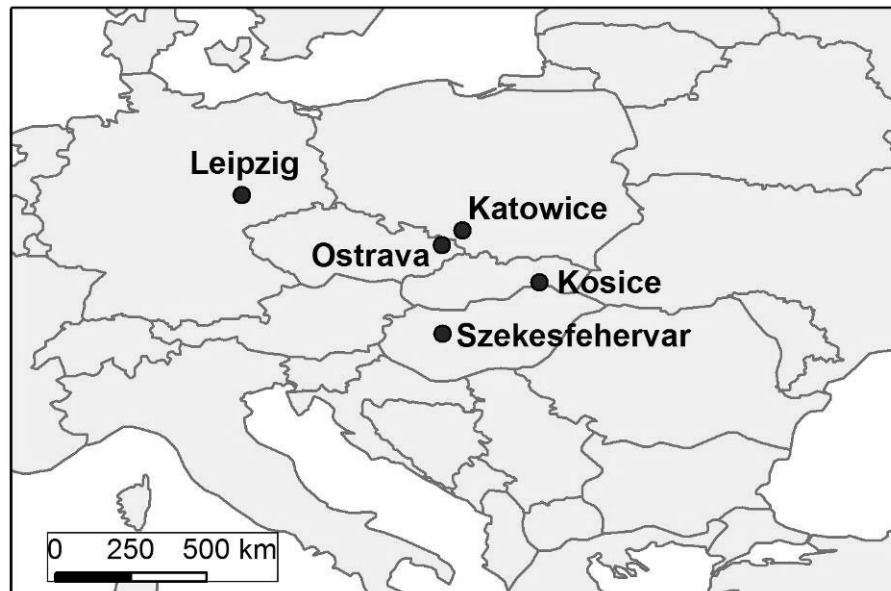 Leipzig
Katowice
Ostrava
Kosice
Szekesfehervar
0 250 500 km